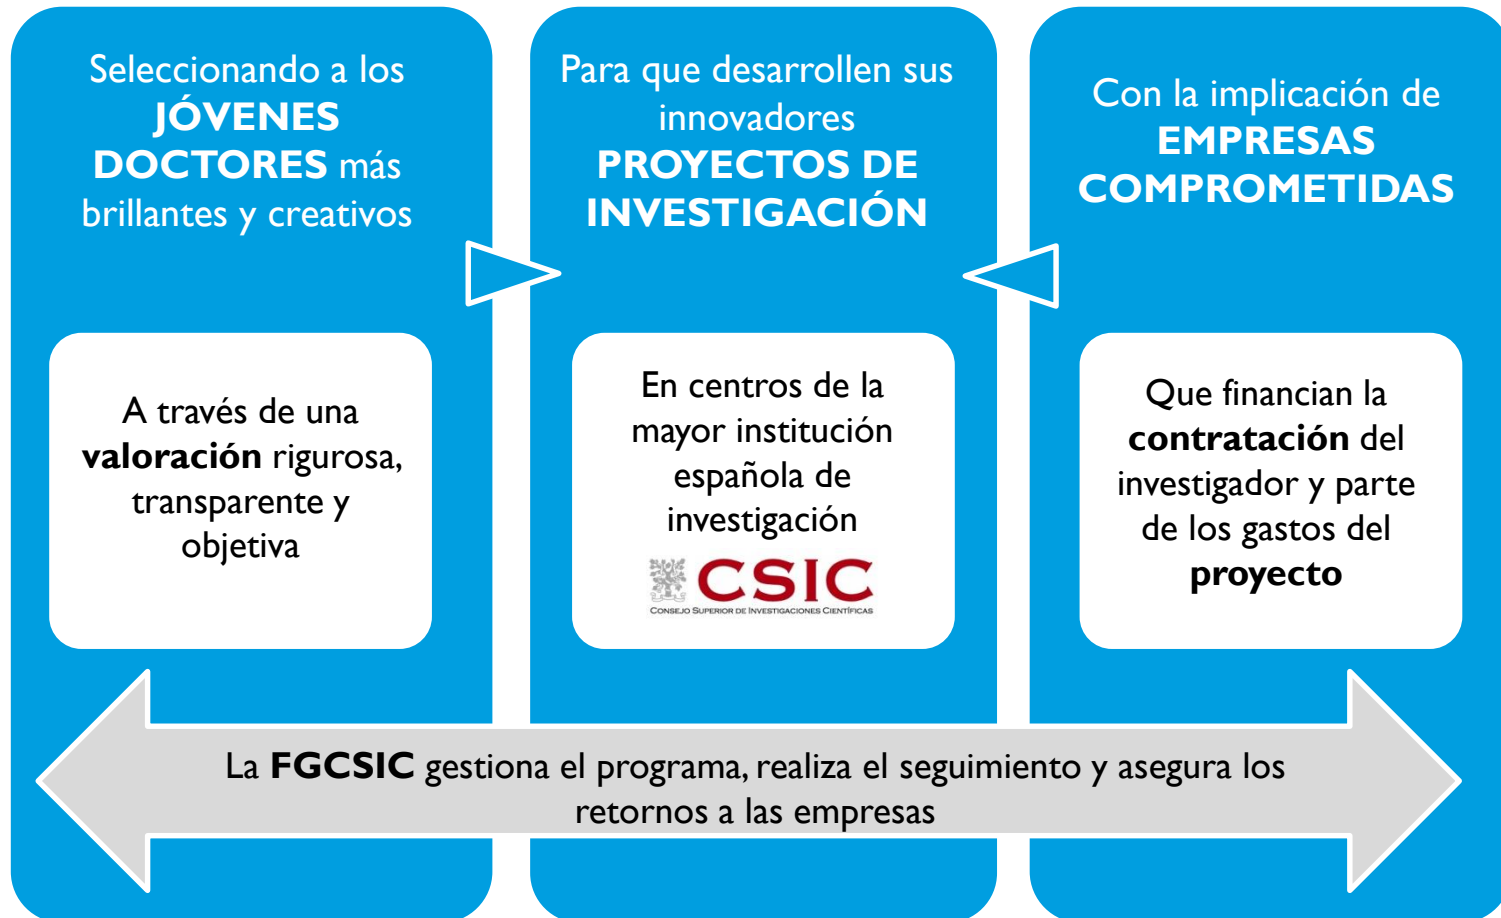 Seleccionando a los
JÓVENES
DOCTORES más
brillantes y creativos
A través de una
valoración rigurosa,
transparente y
objetiva
Para que desarrollen sus
innovadores
PROYECTOS DE
INVESTIGACIÓN
En centros de la
mayor institución
española de
investigación
CSIC
CONSEJO SUPERIOR DE INVESTIGACIONES CIENTÍFICAS
Con la implicación de
EMPRESAS
COMPROMETIDAS
Que financian la
contratación del
investigador y parte
de los gastos del
proyecto
La FGCSIC gestiona el programa, realiza el seguimiento y asegura los
retornos a las empresas